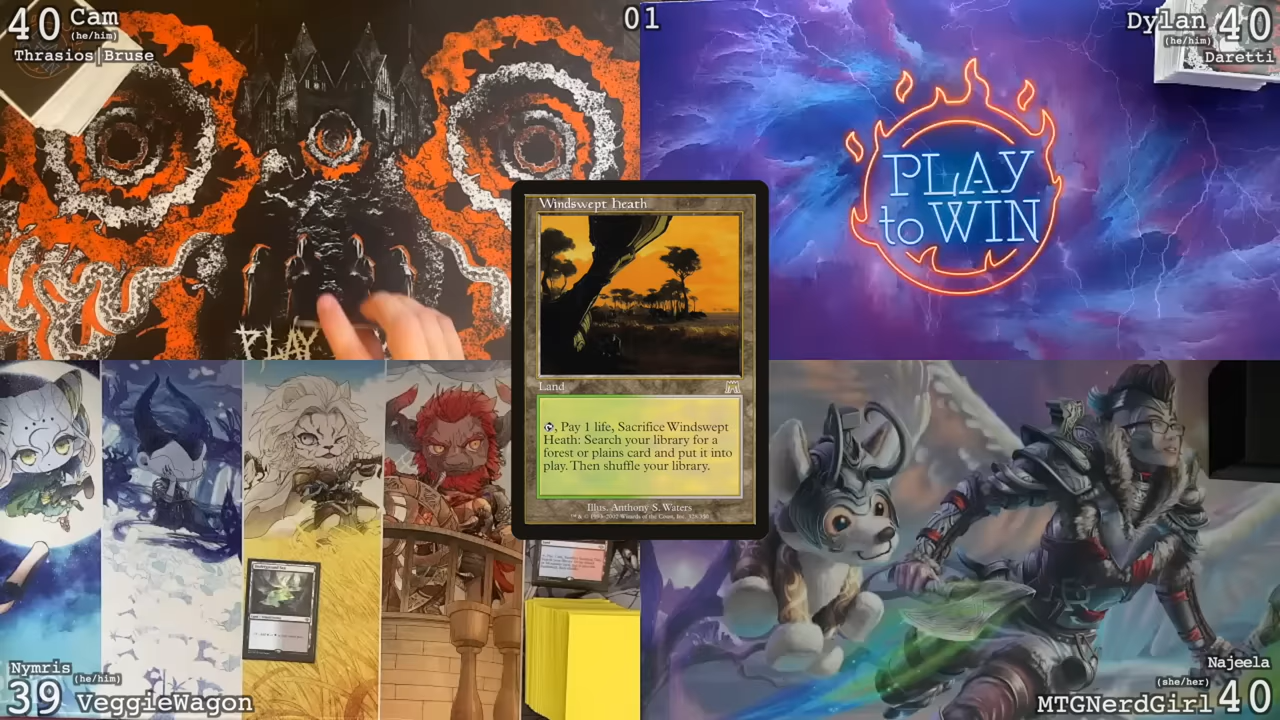 40 Cam
(he/him)
Thrasios|Bruse
01
Dylan 40
(he/him)
Daretti
PLAY
to WIN
PLAY
Windswept Heath
Land
, Pay 1 life, Sacrifice Windswept
Heath: Search your library for a
forest or plains card and put it into
play. Then shuffle your library.
Illus. Anthony S. Waters
Nymris
(he/him)
39 VeggieWagon
Najeela
(she/her)
MTGNerdGirl 40